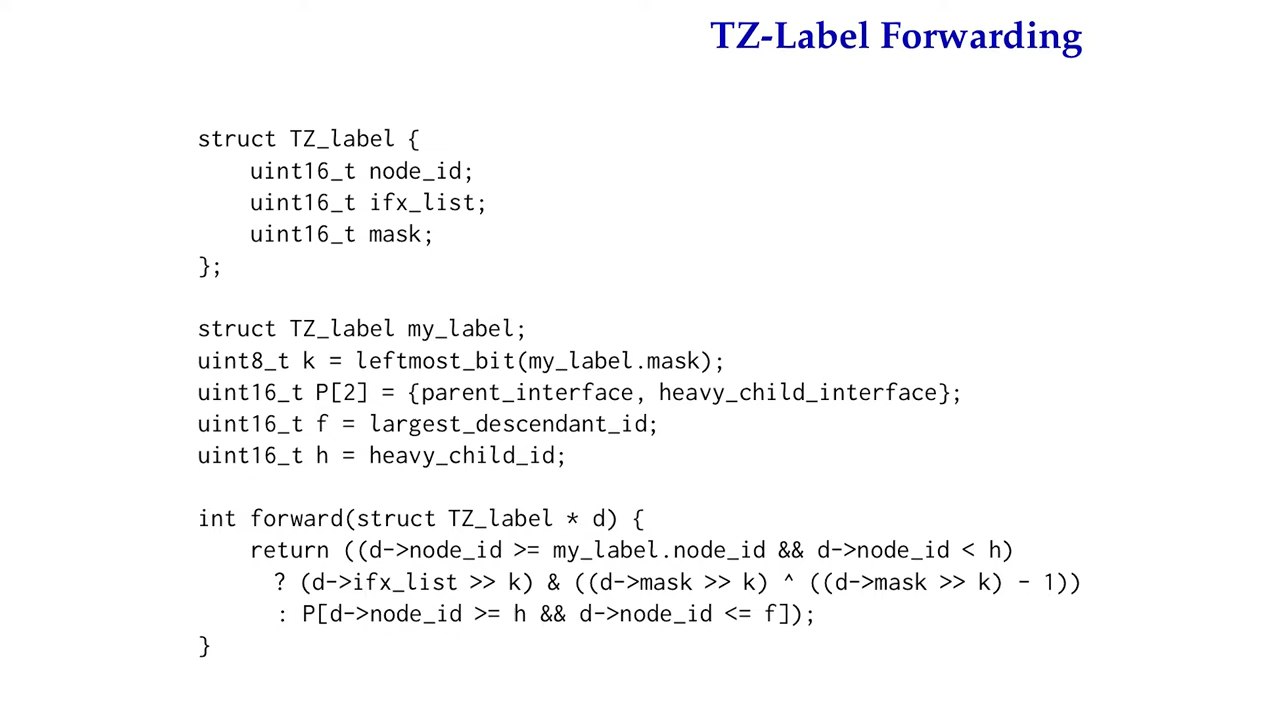 TZ-Label Forwarding
struct TZ_label {
uint16_t node_id;
uint16_t ifx_list;
uint16_t mask;
};
struct TZ_label my_label;
uint8_t k = leftmost_bit(my_label.mask);
uint16_t P[2] = {parent_interface, heavy_child_interface};
uint16_t f = largest_descendant_id;
uint16_t h = heavy_child_id;
int forward(struct TZ_label * d) {
return ((d->node_id >= my_label.node_id && d->node_id < h)
? (d->ifx_list >> k) & ((d->mask >> k) ^ ((d->mask >> k) - 1))
: P[d->node_id >= h && d->node_id <= f]);
}